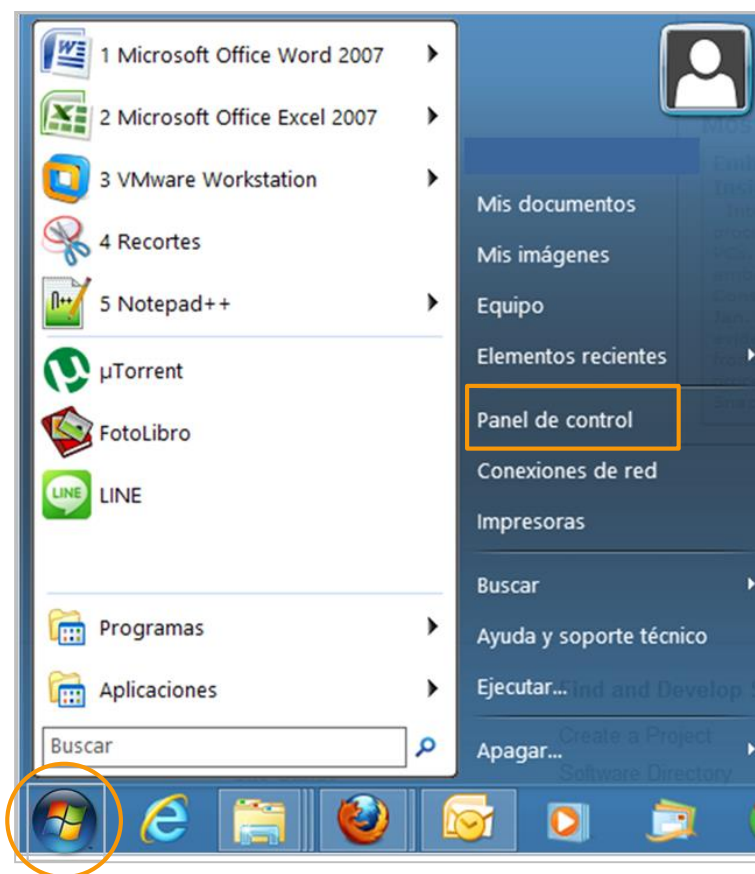 1 Microsoft Office Word 2007
2 Microsoft Office Excel 2007
3 VMware Workstation
4 Recortes
5 Notepad++
µTorrent
FotoLibro
LINE
LINE
Programas
Aplicaciones
Buscar
Mis documentos
Mis imágenes
Equipo
Elementos recientes
Panel de control
Conexiones de red
Impresoras
Buscar
Ayuda y soporte técnico
Ejecutar...
Find and Develop
Create a Project
Apagar...
Software Directory